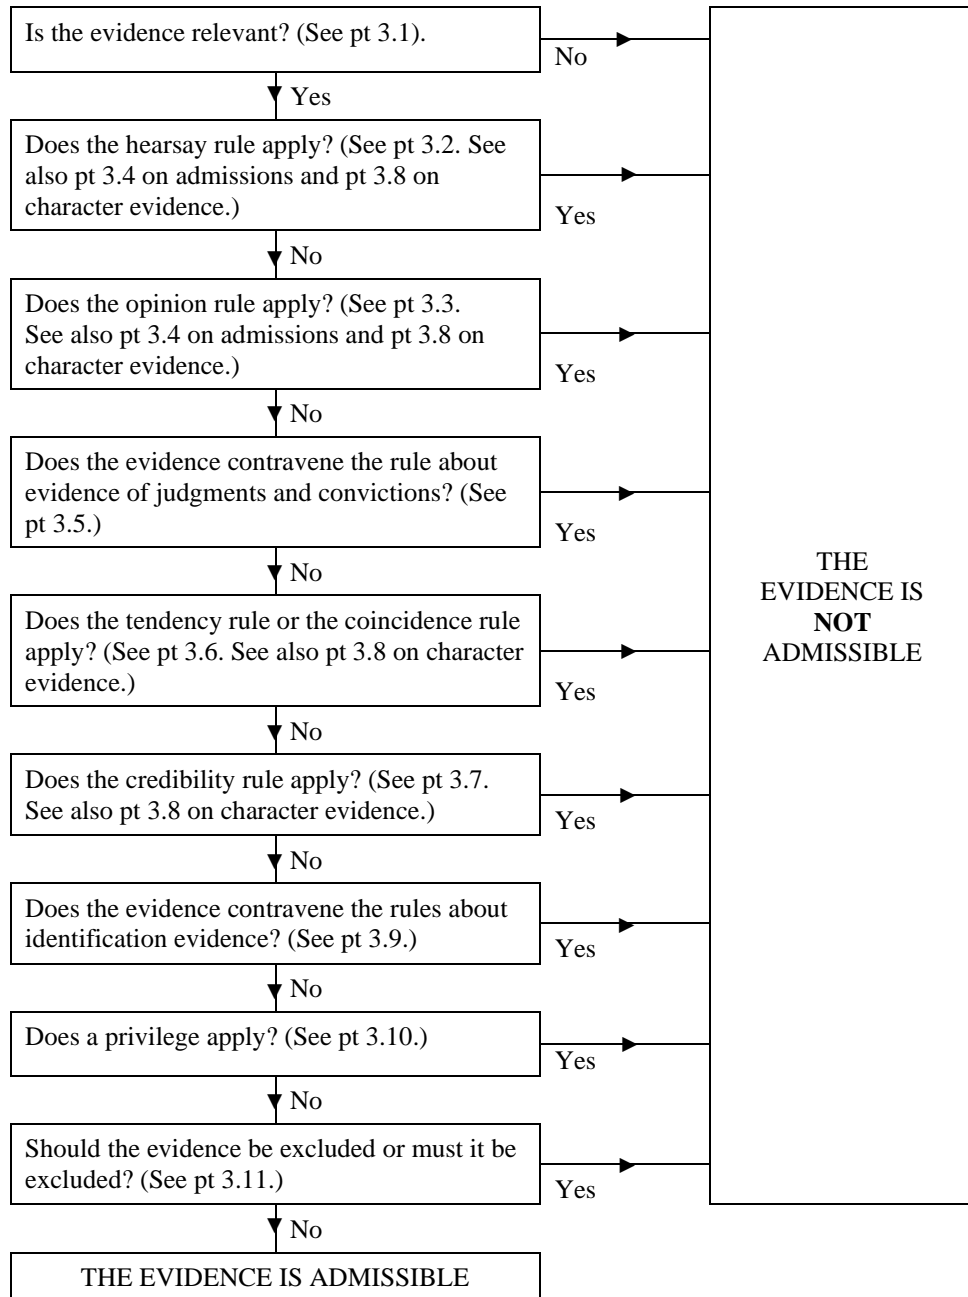 Is the evidence relevant? (See pt 3.1).
No
Yes
Does the hearsay rule apply? (See pt 3.2. See
also pt 3.4 on admissions and pt 3.8 on
character evidence.)
Yes
No
Does the opinion rule apply? (See pt 3.3.
See also pt 3.4 on admissions and pt 3.8 on
character evidence.)
Yes
No
Does the evidence contravene the rule about
evidence of judgments and convictions? (See
pt 3.5.)
Yes
No
Does the tendency rule or the coincidence rule
apply? (See pt 3.6. See also pt 3.8 on character
evidence.)
Yes
No
Does the credibility rule apply? (See pt 3.7.
See also pt 3.8 on character evidence.)
Yes
No
Does the evidence contravene the rules about
identification evidence? (See pt 3.9.)
Yes
No
Does a privilege apply? (See pt 3.10.)
Yes
No
Should the evidence be excluded or must it be
excluded? (See pt 3.11.)
Yes
No
THE EVIDENCE IS ADMISSIBLE
THE
EVIDENCE IS
NOT
ADMISSIBLE